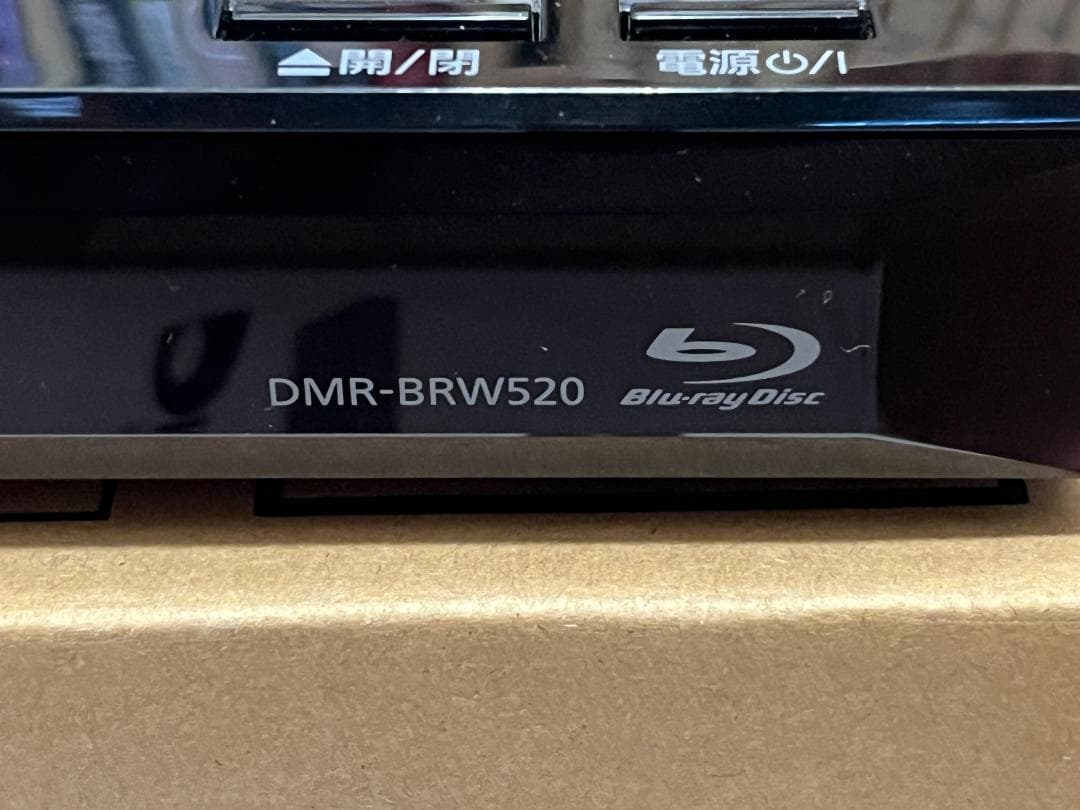 ⏏開/閉 電源⏻/I
DMR-BRW520 Blu-ray Disc